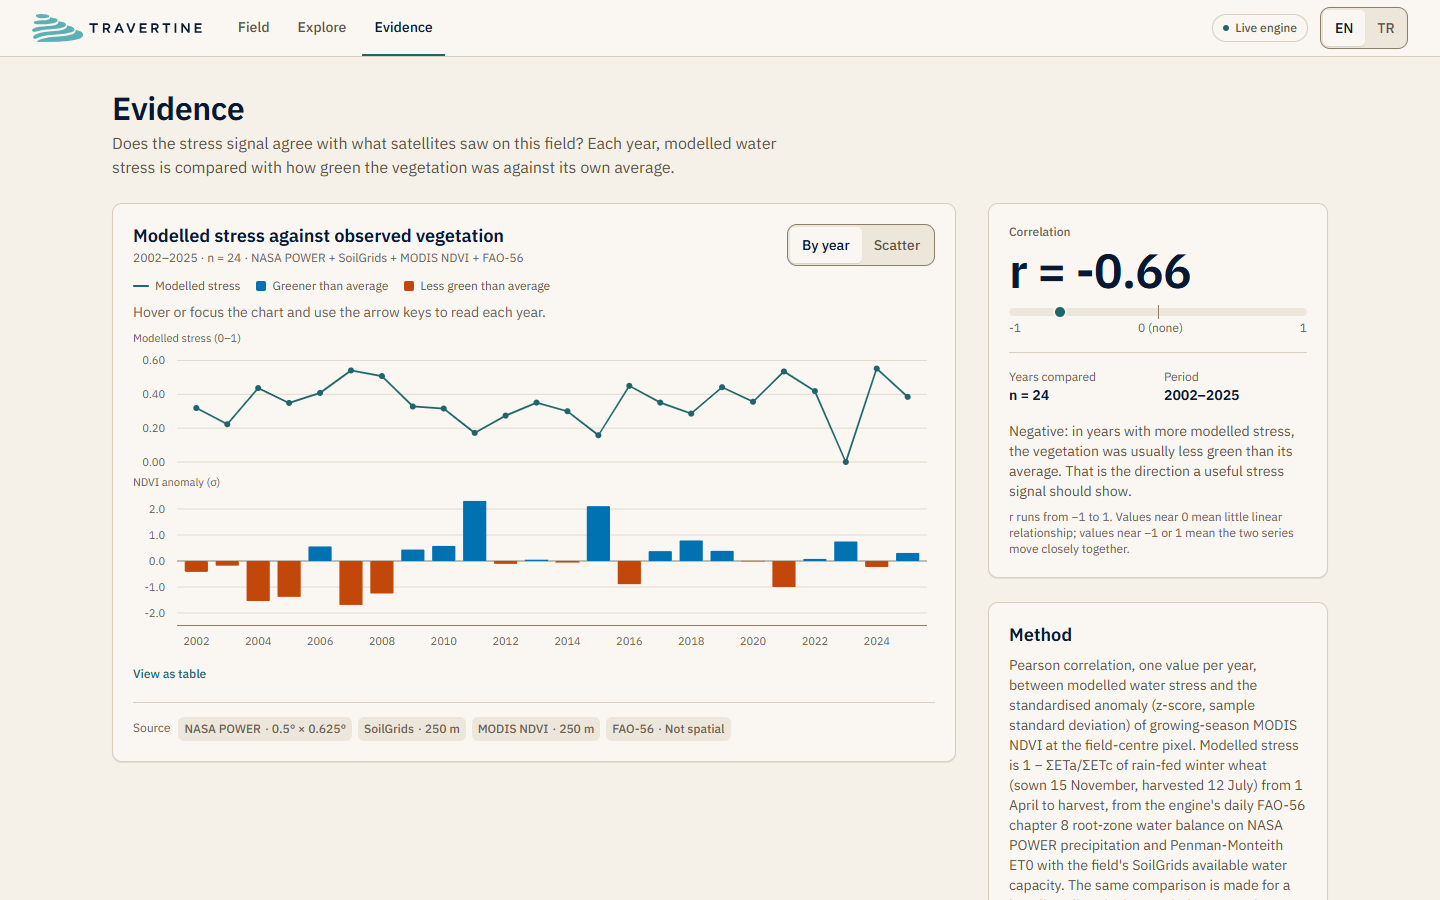 TRAVERTINE
Field
Explore
Evidence
Live engine
EN
TR
Evidence
Does the stress signal agree with what satellites saw on this field? Each year, modelled water
stress is compared with how green the vegetation was against its own average.
Modelled stress against observed vegetation
2002–2025 · n = 24 · NASA POWER + SoilGrids + MODIS NDVI + FAO-56
By year
Scatter
Modelled stress
Greener than average
Less green than average
Hover or focus the chart and use the arrow keys to read each year.
Modelled stress (0–1)
0.60
0.40
0.20
0.00
NDVI anomaly (σ)
2.0
1.0
0.0
-1.0
-2.0
2002 2004 2006 2008 2010 2012 2014 2016 2018 2020 2022 2024
View as table
Source
NASA POWER · 0.5° × 0.625°
SoilGrids · 250 m
MODIS NDVI · 250 m
FAO-56 · Not spatial
Correlation
r = -0.66
-1
0 (none)
1
Years compared
n = 24
Period
2002–2025
Negative: in years with more modelled stress,
the vegetation was usually less green than its
average. That is the direction a useful stress
signal should show.
r runs from −1 to 1. Values near 0 mean little linear
relationship; values near −1 or 1 mean the two series
move closely together.
Method
Pearson correlation, one value per year,
between modelled water stress and the
standardised anomaly (z-score, sample
standard deviation) of growing-season MODIS
NDVI at the field-centre pixel. Modelled stress
is 1 − ΣETa/ΣETc of rain-fed winter wheat
(sown 15 November, harvested 12 July) from 1
April to harvest, from the engine's daily FAO-56
chapter 8 root-zone water balance on NASA
POWER precipitation and Penman-Monteith
ET0 with the field's SoilGrids available water
capacity. The same comparison is made for a